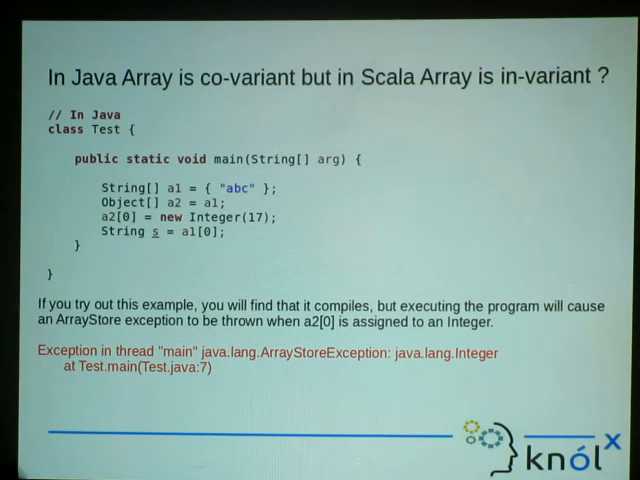 In Java Array is co-variant but in Scala Array is in-variant ?
// In Java
class Test {
public static void main(String[] arg) {
String[] a1 = { "abc" };
Object[] a2 = a1;
a2[0] = new Integer(17);
String s = a1[0];
}
}
If you try out this example, you will find that it compiles, but executing the program will cause
an ArrayStore exception to be thrown when a2[0] is assigned to an Integer.
Exception in thread "main" java.lang.ArrayStoreException: java.lang.Integer
at Test.main(Test.java:7)
knólx